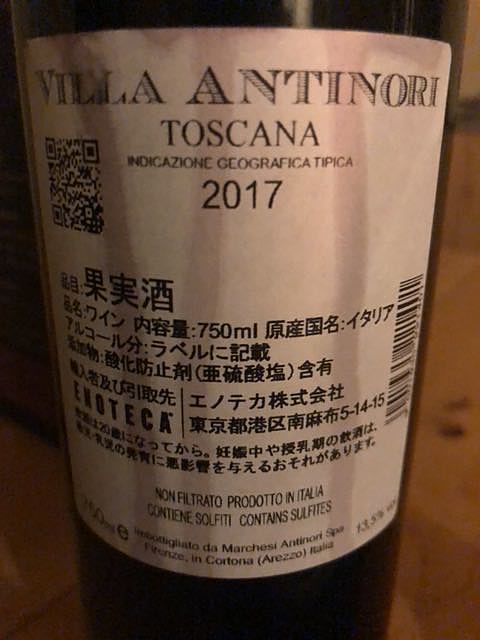 VILLA ANTINORI
TOSCANA
INDICAZIONE GEOGRAFICA TIPICA
2017
品目:果実酒
品名:ワイン 内容量:750ml 原産国名:イタリア
アルコール分:ラベルに記載
添加物:酸化防止剤(亜硫酸塩)含有
輸入者及び引取先
ENOTECA
エノテカ株式会社
東京都港区南麻布5-14-15
飲酒は20歳になってから。妊娠中や授乳期の飲酒は、
胎児・乳児の発育に悪影響を与えるおそれがあります。
NON FILTRATO PRODOTTO IN ITALIA
CONTIENE SOLFITI CONTAINS SULFITES
750ml e
Imbottigliato da Marchesi Antinori Spa
13,5% vol
Firenze, in Cortona (Arezzo) Italia